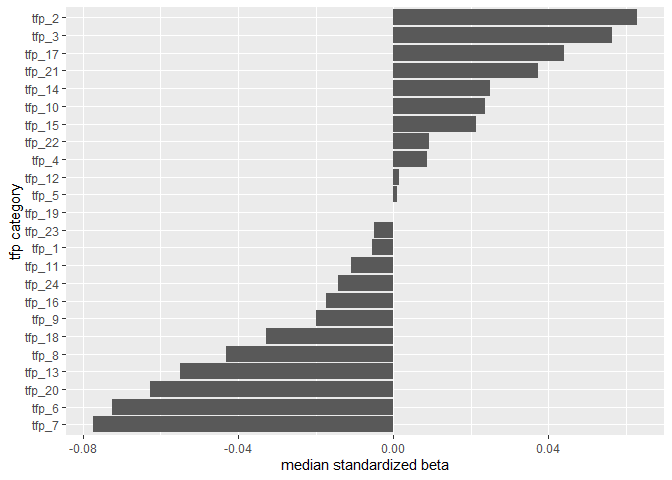 tfp_2
tfp_3
tfp_17
tfp_21
tfp_14
tfp_10
tfp_15
tfp_22
tfp_4
tfp_12
tfp_5
tfp_19
tfp_23
tfp_1
tfp_11
tfp_24
tfp_16
tfp_9
tfp_18
tfp_8
tfp_13
tfp_20
tfp_6
tfp_7
tfp category
-0.08 -0.04 0.00 0.04
median standardized beta